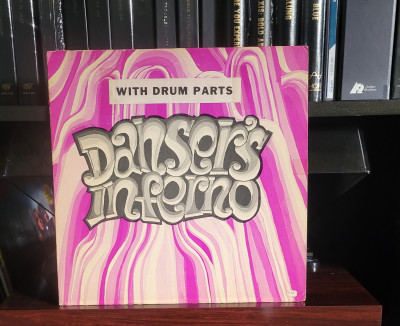 WITH DRUM PARTS
Danser's
inferno